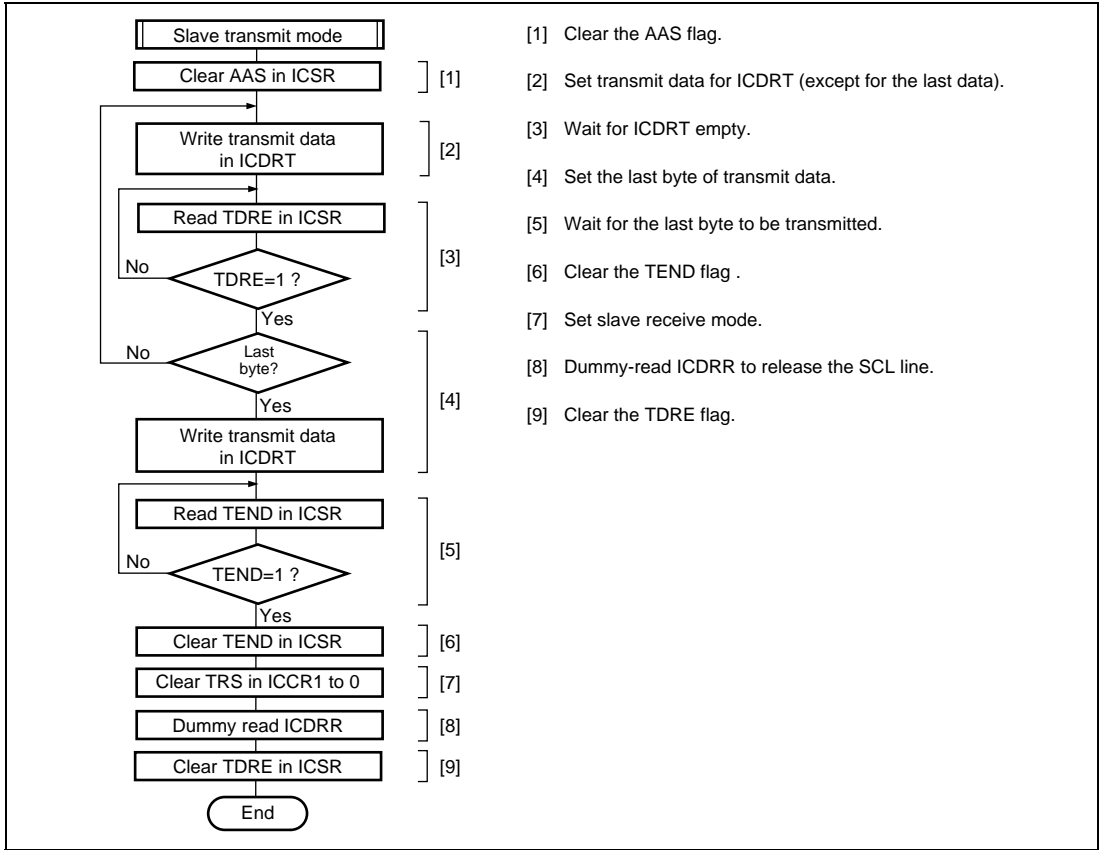 Slave transmit mode
Clear AAS in ICSR
[1]
Write transmit data
in ICDRT
[2]
Read TDRE in ICSR
No
TDRE=1 ?
[3]
Yes
No
Last
byte?
Yes
[4]
Write transmit data
in ICDRT
Read TEND in ICSR
[5]
No
TEND=1 ?
Yes
Clear TEND in ICSR
[6]
Clear TRS in ICCR1 to 0
[7]
Dummy read ICDRR
[8]
Clear TDRE in ICSR
[9]
End
[1] Clear the AAS flag.
[2] Set transmit data for ICDRT (except for the last data).
[3] Wait for ICDRT empty.
[4] Set the last byte of transmit data.
[5] Wait for the last byte to be transmitted.
[6] Clear the TEND flag .
[7] Set slave receive mode.
[8] Dummy-read ICDRR to release the SCL line.
[9] Clear the TDRE flag.